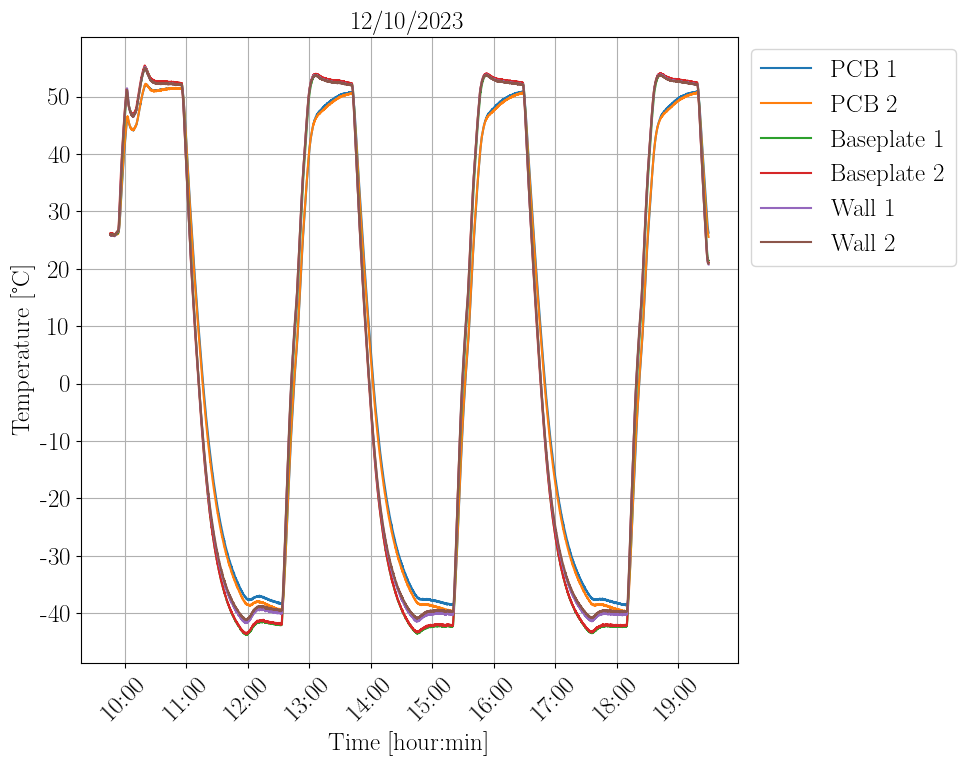 12/10/2023
PCB 1
PCB 2
Baseplate 1
Baseplate 2
Wall 1
Wall 2
Temperature [°C]
50
40
30
20
10
0
-10
-20
-30
-40
10:00 11:00 12:00 13:00 14:00 15:00 16:00 17:00 18:00 19:00
Time [hour:min]